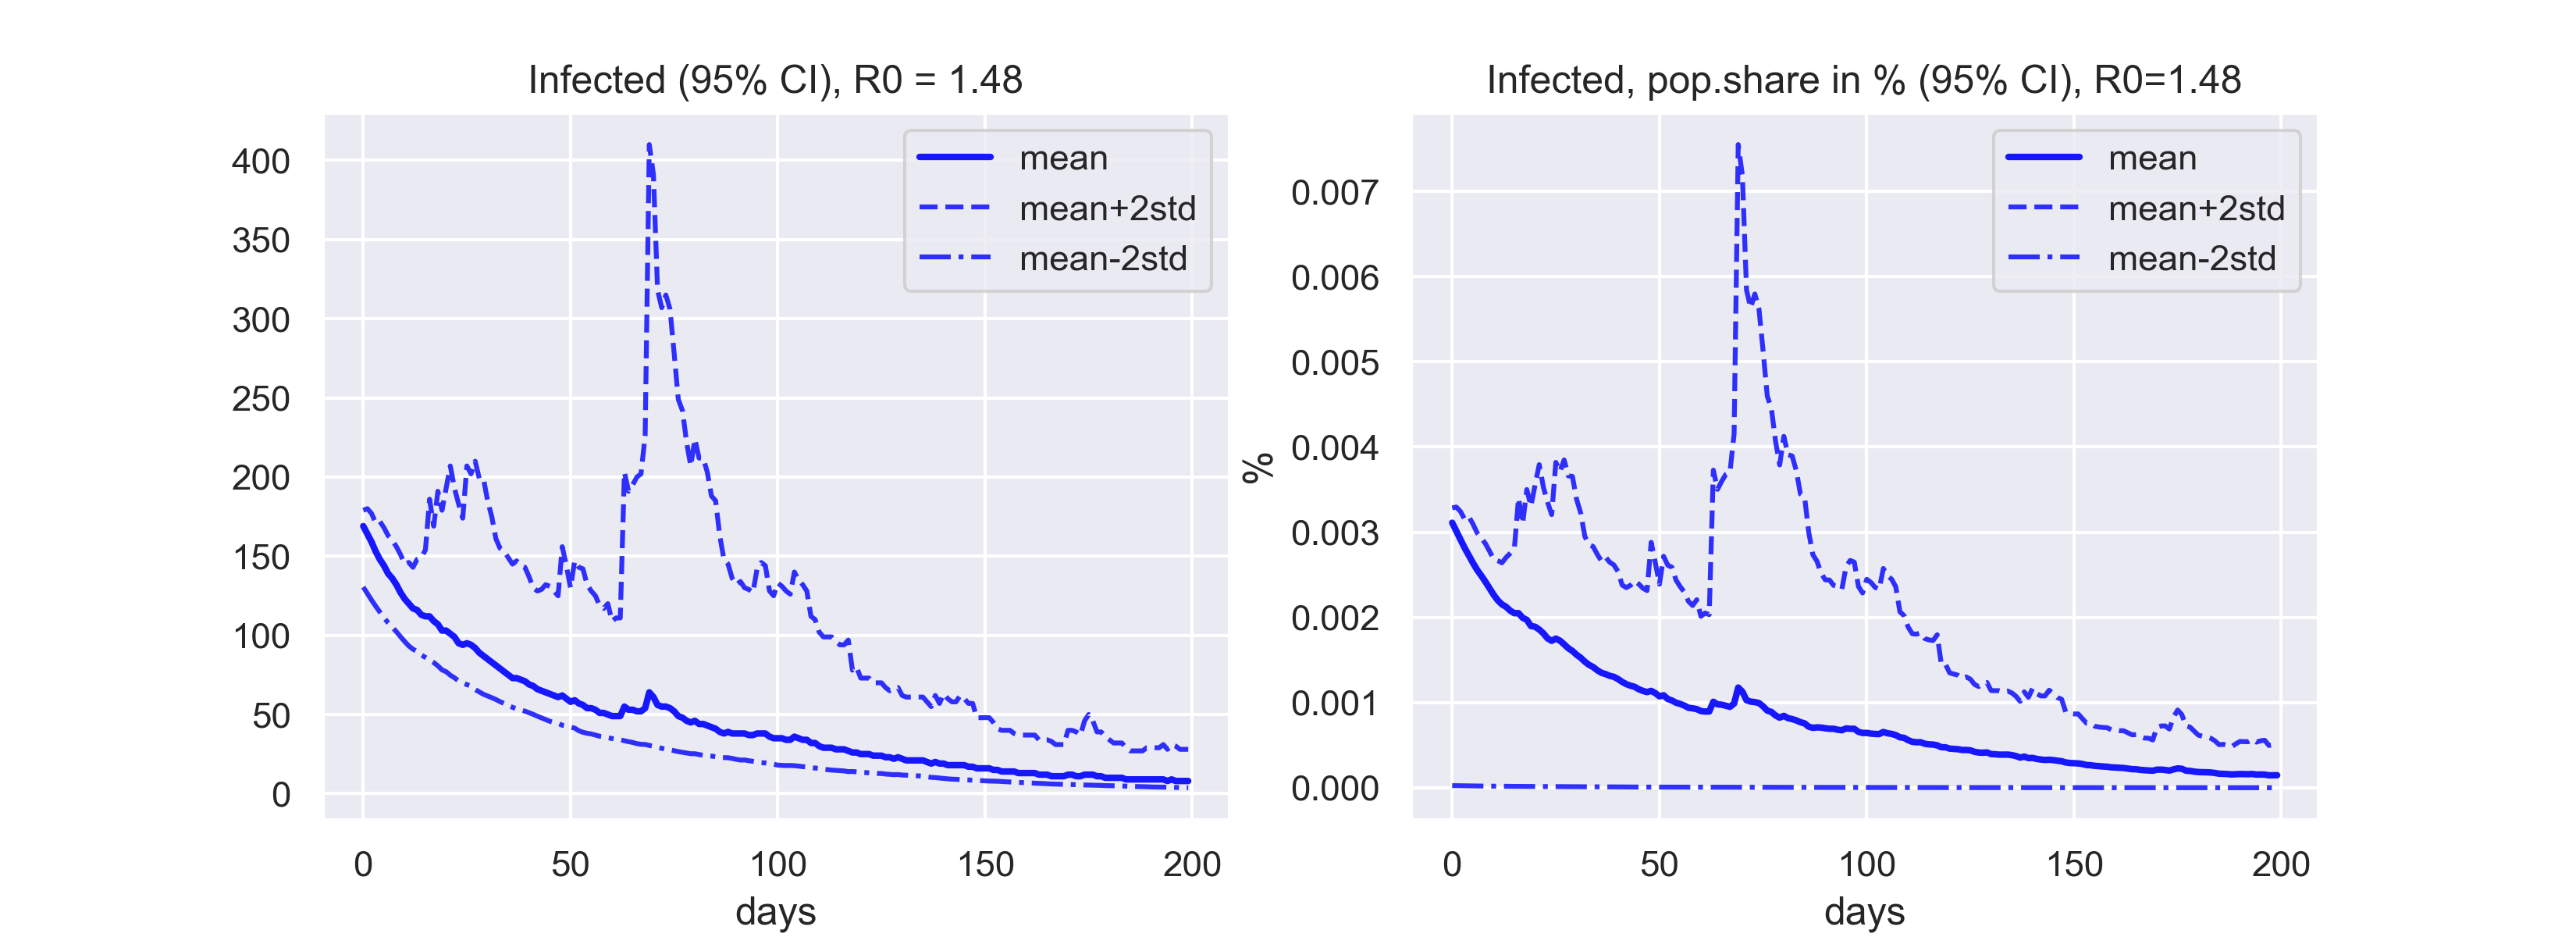 Infected (95% CI), R0 = 1.48
400
350
300
250
200
150
100
50
0
0 50 100 150 200
days
mean
mean+2std
mean-2std
Infected, pop.share in % (95% CI), R0=1.48
%
0.007
0.006
0.005
0.004
0.003
0.002
0.001
0.000
0 50 100 150 200
days
mean
mean+2std
mean-2std